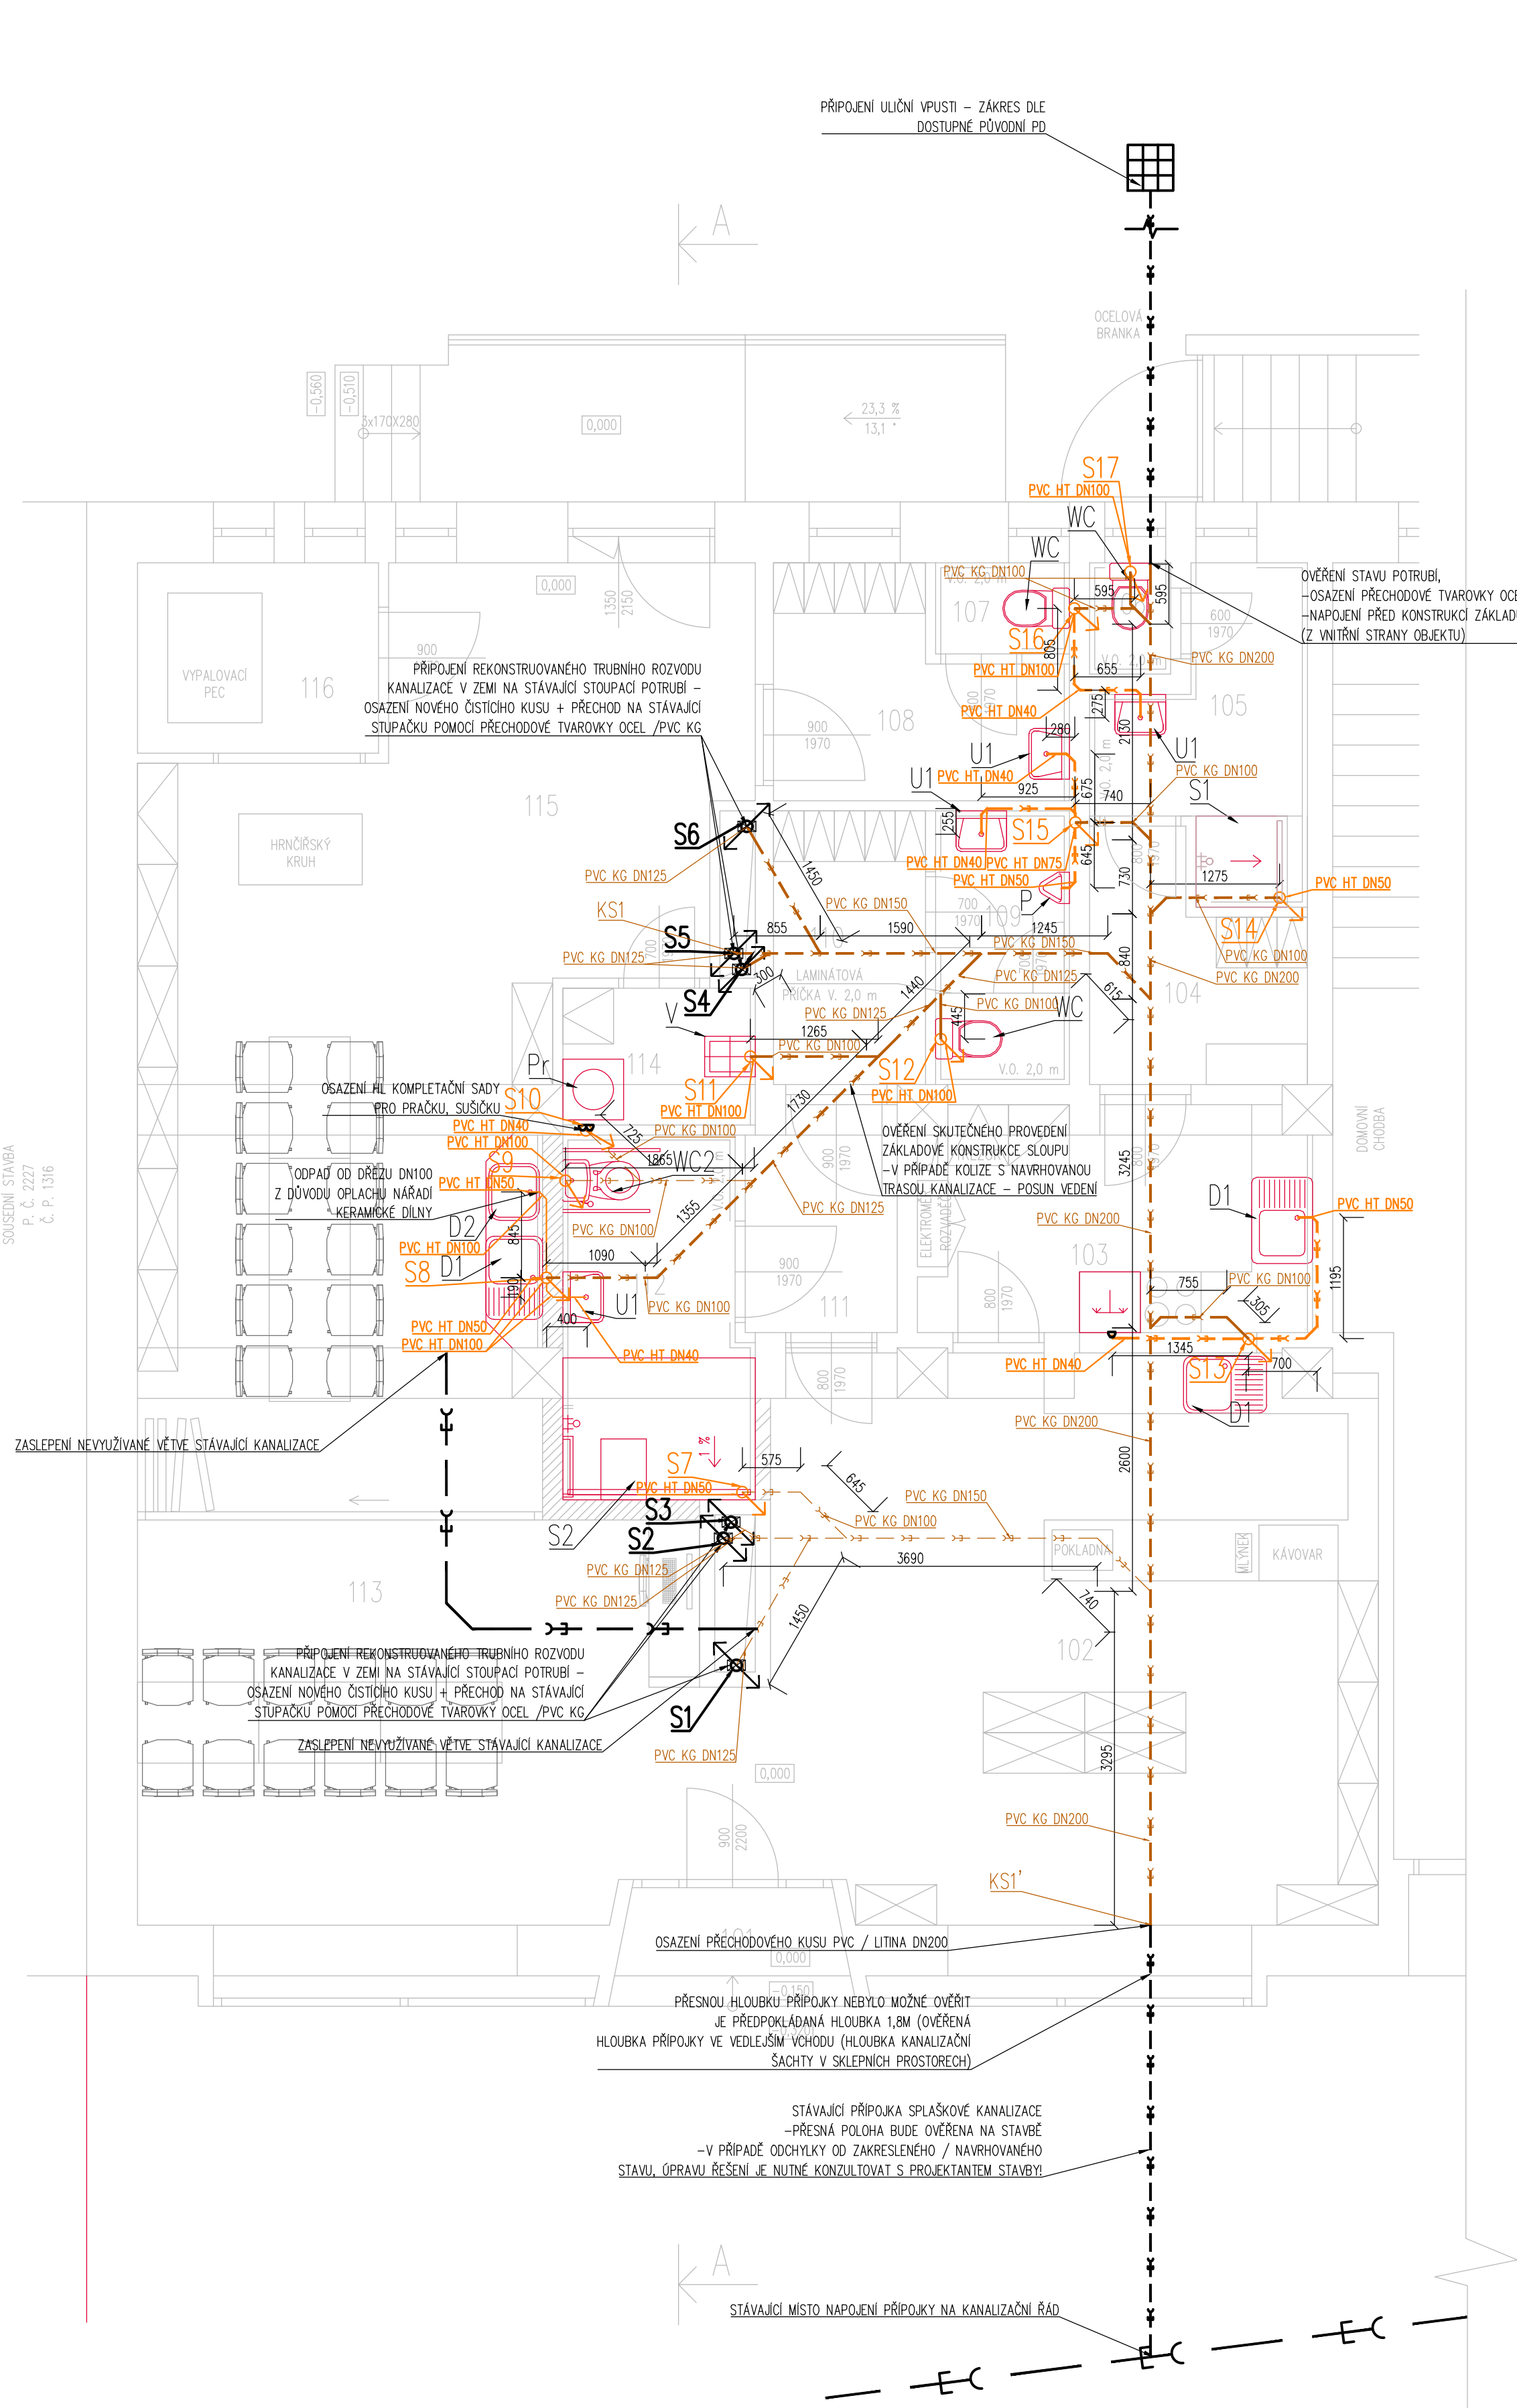 PŘIPOJENÍ ULIČNÍ VPUSTI – ZÁKRES DLE
DOSTUPNÉ PŮVODNÍ PD
A
OCELOVÁ
BRANKA
-0,560
-0,510
3x170X280
0,000
23,3 %
13,1 °
S17
PVC HT DN100
WC
WC
PVC KG DN100
V.O. 2,0 m
107
595
595
0,000
1350
2150
600
1970
OVĚŘENÍ STAVU POTRUBÍ,
-OSAZENÍ PŘECHODOVÉ TVAROVKY
-NAPOJENÍ PŘED KONSTRUKCÍ
(Z VNITŘNÍ STRANY OBJEKTU)
900
1970
S16
805
PVC HT DN100
655
V.O. 2,0 m
PVC KG DN200
VYPALOVACÍ
PEC
116
PŘIPOJENÍ REKONSTRUOVANÉHO TRUBNÍHO ROZVODU
KANALIZACE V ZEMI NA STÁVAJÍCÍ STOUPACÍ POTRUBÍ –
OSAZENÍ NOVÉHO ČISTÍCÍHO KUSU + PŘECHOD NA STÁVAJÍCÍ
STUPAČKU POMOCÍ PŘECHODOVÉ TVAROVKY OCEL /PVC KG
108
900
1970
PVC HT DN40
275
2130
105
280
U1
U1
U1
PVC HT DN40
V.O. 2,0 m
PVC KG DN100
S1
925
675
740
115
HRNČÍŘSKÝ
KRUH
S6
255
S15
PVC HT DN40
PVC HT DN75
PVC HT DN50
645
800
1970
730
1275
PVC HT DN50
PVC KG DN125
1450
P
KS1
PVC KG DN150
700
1970
109
S14
S5
855
1590
1245
PVC KG DN125
PVC KG DN150
840
PVC KG DN100
PVC KG DN200
700
1970
S4
300
LAMINÁTOVÁ
PŘÍČKA V. 2,0 m
PVC KG DN125
1440
615
104
V
PVC KG DN125
PVC KG DN100
WC
445
1265
PVC KG DN100
Pr
114
S11
S12
V.O. 2,0 m
OSAZENÍ HL KOMPLETAČNÍ SADY
PRO PRAČKU, SUŠIČKU
S10
PVC HT DN100
PVC HT DN100
PVC HT DN40
PVC HT DN100
725
PVC KG DN100
1730
OVĚŘENÍ SKUTEČNÉHO PROVEDENÍ
ZÁKLADOVÉ KONSTRUKCE SLOUPU
-V PŘÍPADĚ KOLIZE S NAVRHOVANOU
TRASOU KANALIZACE – POSUN VEDENÍ
DOMOVNÍ
CHODBA
SOUSEDNÍ STAVBA
P. Č. 2227
Č. P. 1316
S9
1865
WC2
900
1970
3245
800
1970
ODPAD OD DŘEZU DN100
Z DŮVODU OPLACHU NÁŘADÍ
KERAMICKÉ DÍLNY
PVC HT DN50
D2
845
1355
PVC KG DN125
D1
PVC HT DN50
PVC KG DN100
PVC KG DN200
PVC HT DN100
S8
D1
1090
900
1970
103
190
U1
PVC KG DN100
111
800
1970
755
PVC KG DN100
305
1195
400
PVC HT DN50
PVC HT DN100
PVC HT DN40
PVC HT DN40
1345
S13
700
D1
800
1970
ZASLEPENÍ NEVYUŽÍVANÉ VĚTVE STÁVAJÍCÍ KANALIZACE
PVC KG DN200
1 %
S7
575
PVC HT DN50
645
2600
PVC KG DN150
PVC KG DN100
S2
S3
S2
POKLADNA
MLÝNEK
KÁVOVAR
PVC KG DN125
3690
PVC KG DN125
113
740
1450
102
PŘIPOJENÍ REKONSTRUOVANÉHO TRUBNÍHO ROZVODU
KANALIZACE V ZEMI NA STÁVAJÍCÍ STOUPACÍ POTRUBÍ –
OSAZENÍ NOVÉHO ČISTÍCÍHO KUSU + PŘECHOD NA STÁVAJÍCÍ
STUPAČKU POMOCÍ PŘECHODOVÉ TVAROVKY OCEL /PVC KG
S1
ZASLEPENÍ NEVYUŽÍVANÉ VĚTVE STÁVAJÍCÍ KANALIZACE
PVC KG DN125
0,000
3295
PVC KG DN200
900
2200
KS1'
101
OSAZENÍ PŘECHODOVÉHO KUSU PVC / LITINA DN200
0,000
-0,150
PŘESNOU HLOUBKU PŘÍPOJKY NEBYLO MOŽNÉ OVĚŘIT
JE PŘEDPOKLÁDANÁ HLOUBKA 1,8M (OVĚŘENÁ
HLOUBKA PŘÍPOJKY VE VEDLEJŠÍM VCHODU (HLOUBKA KANALIZAČNÍ
ŠACHTY V SKLEPNÍCH PROSTORECH)
STÁVAJÍCÍ PŘÍPOJKA SPLAŠKOVÉ KANALIZACE
-PŘESNÁ POLOHA BUDE OVĚŘENA NA STAVBĚ
-V PŘÍPADĚ ODCHYLKY OD ZAKRESLENÉHO / NAVRHOVANÉHO
STAVU, ÚPRAVU ŘEŠENÍ JE NUTNÉ KONZULTOVAT S PROJEKTANTEM STAVBY!
A
STÁVAJÍCÍ MÍSTO NAPOJENÍ PŘÍPOJKY NA KANALIZAČNÍ ŘÁD